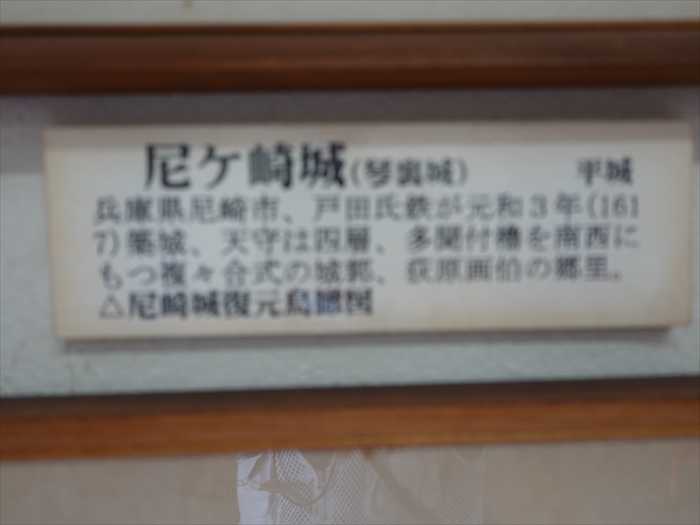 尼ケ崎城(琴裏城) 平城
兵庫県尼崎市、戸田氏鉄が元和3年(161
7)築城、天守は四層、多聞付櫓を南西に
もつ複々合式の城郭、荻原画伯の郷里。
△尼崎城復元鳥瞰図